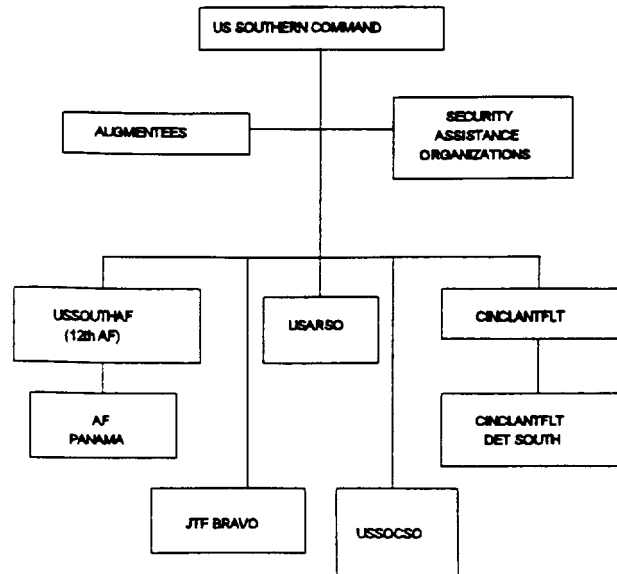 US SOUTHERN COMMAND
AUGMENTEES
SECURITY
ASSISTANCE
ORGANIZATIONS
USSOUTHAF
(12th AF)
USARSO
CINCLANTFLT
AF
PANAMA
CINCLANTFLT
DET SOUTH
JTF BRAVO
USSOCSO